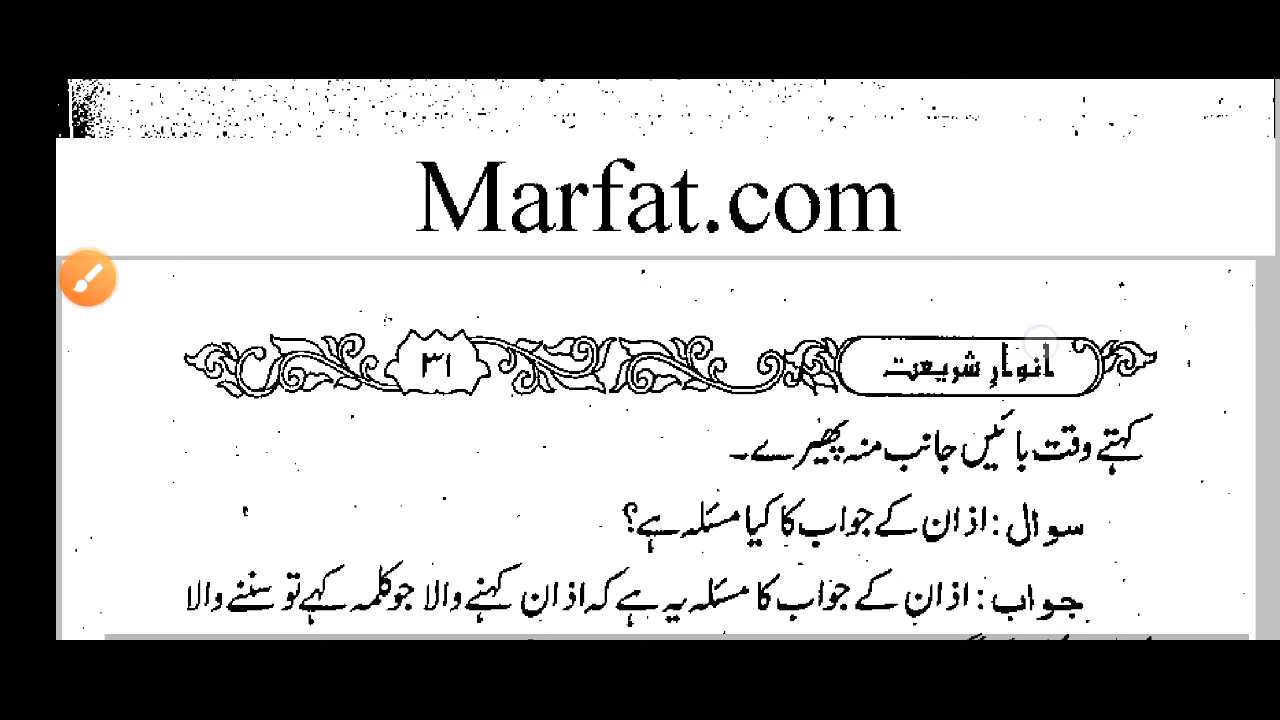 Marfat.com
انوار شریعت ۳۱
کہتے وقت بائیں جانب منہ پھیرے۔
سوال : اذان کے جواب کا کیا مسئلہ ہے؟
جواب : اذان کے جواب کا مسئلہ یہ ہے کہ اذان کہنے والا جو کلمہ کہے تو سننے والا